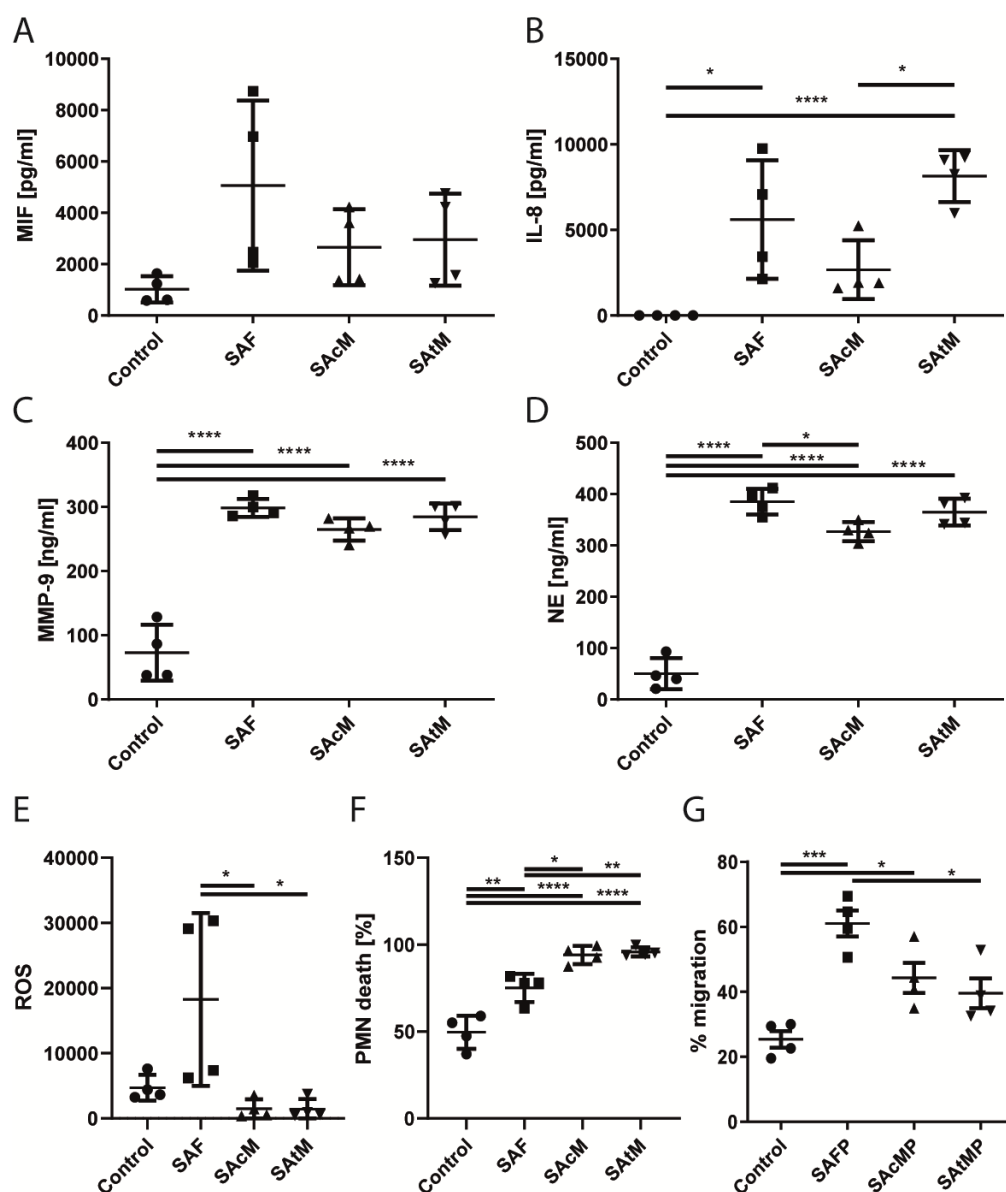 A
MIF [pg/ml]
10000
8000
6000
4000
2000
0
Control
SAF
SAcM
SAtM
B
IL-8 [pg/ml]
15000
10000
5000
0
*
*
****
Control
SAF
SAcM
SAtM
C
MMP-9 [ng/ml]
400
300
200
100
0
****
****
****
Control
SAF
SAcM
SAtM
D
NE [ng/ml]
500
400
300
200
100
0
****
*
****
****
Control
SAF
SAcM
SAtM
E
ROS
40000
30000
20000
10000
0
*
*
Control
SAF
SAcM
SAtM
F
PMN death [%]
150
100
50
0
*
**
**
****
****
Control
SAF
SAcM
SAtM
G
% migration
80
60
40
20
0
***
*
*
Control
SAFP
SAcMP
SAtMP